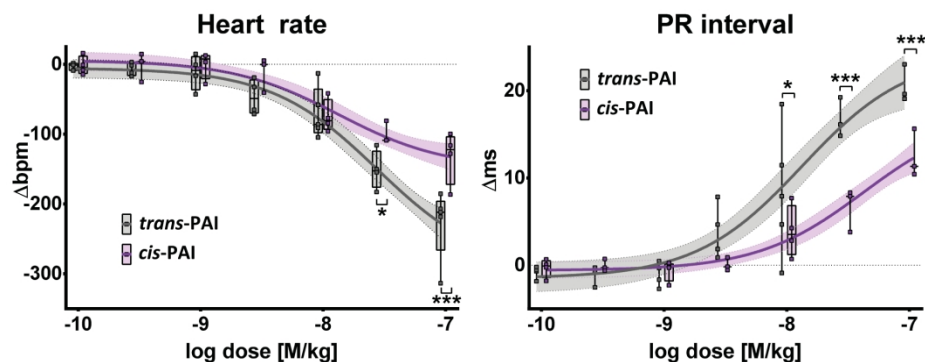 Heart rate
PR interval
Δbpm
0
-100
-200
-300
trans-PAI
cis-PAI
*
***
-10
-9
-8
-7
log dose [M/kg]
Δms
20
10
0
trans-PAI
cis-PAI
*
***
***
-10
-9
-8
-7
log dose [M/kg]